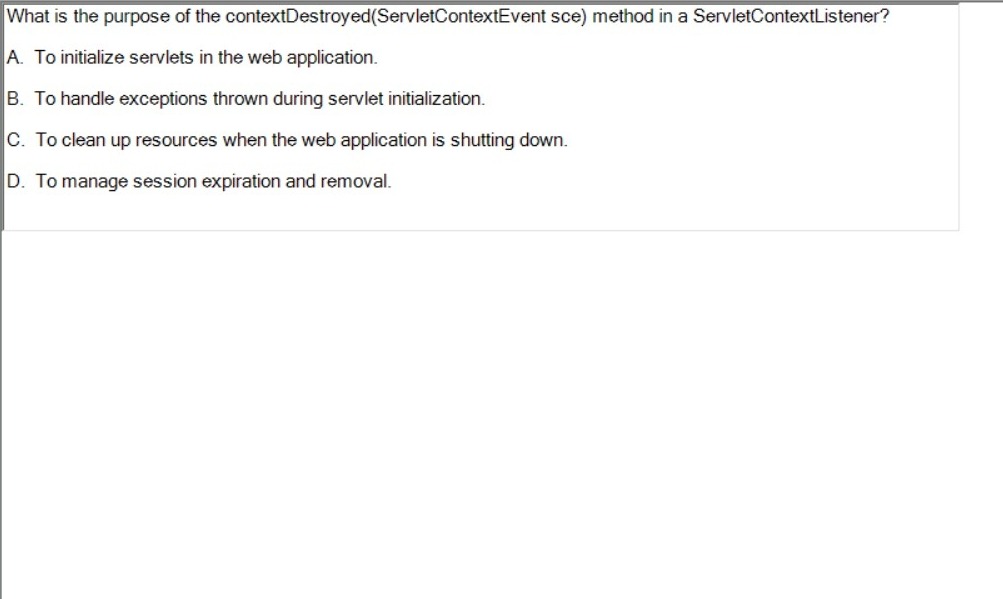 What is the purpose of the contextDestroyed(ServletContextEvent sce) method in a ServletContextListener?
A. To initialize servlets in the web application.
B. To handle exceptions thrown during servlet initialization.
C. To clean up resources when the web application is shutting down.
D. To manage session expiration and removal.